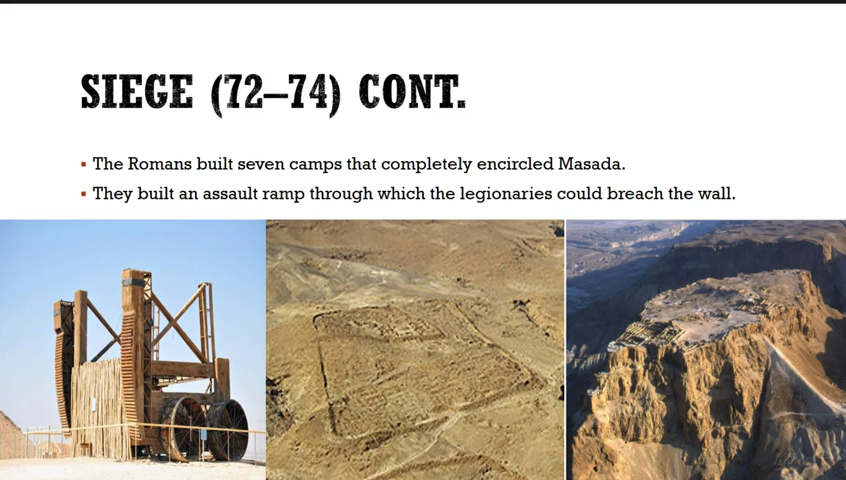 SIEGE (72–74) CONT.
▪ The Romans built seven camps that completely encircled Masada.
▪ They built an assault ramp through which the legionaries could breach the wall.